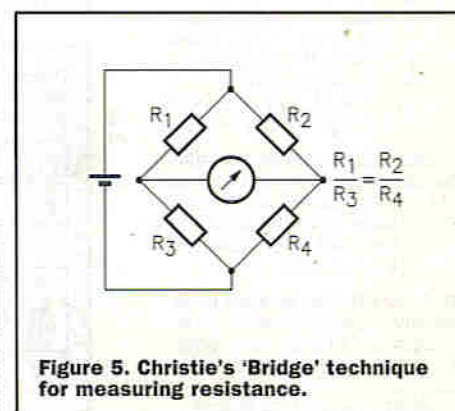 R1 R2
R1/R3 = R2/R4
R3 R4
Figure 5. Christie's 'Bridge' technique
for measuring resistance.